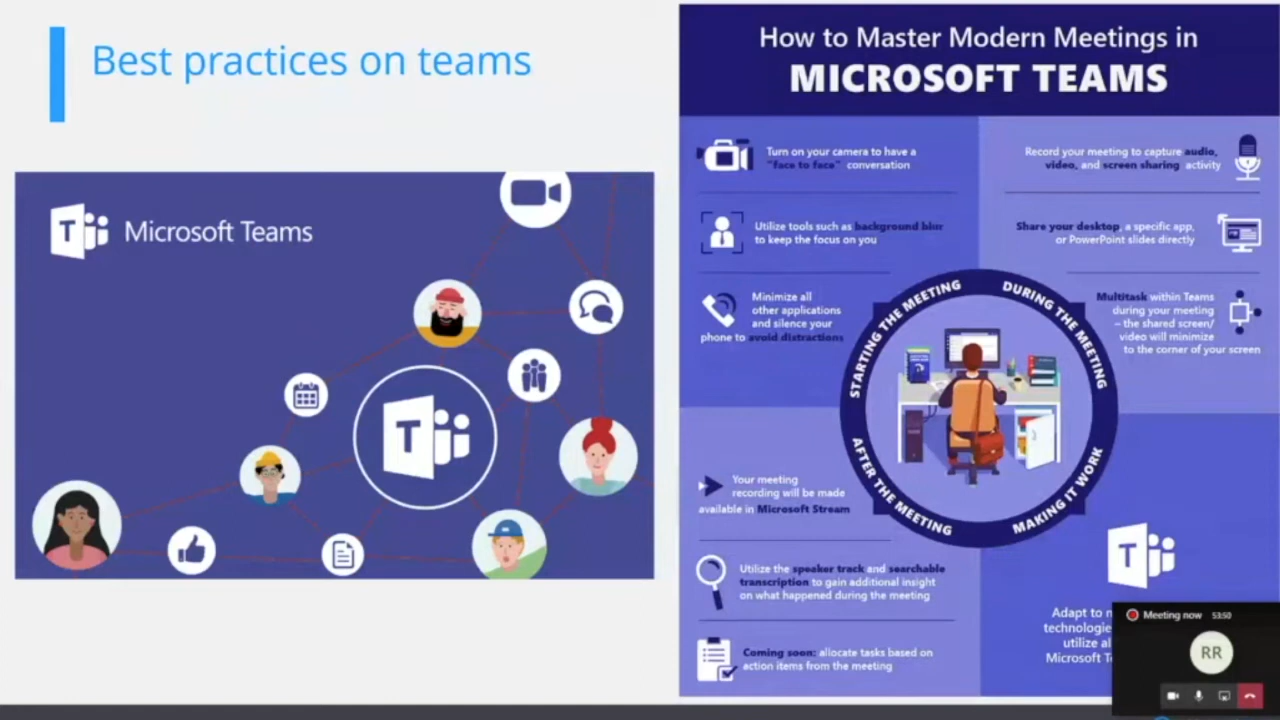 Best practices on teams
Microsoft Teams
T
T
How to Master Modern Meetings in
MICROSOFT TEAMS
Turn on your camera to have a
"face to face" conversation
Utilize tools such as background blur
to keep the focus on you
Minimize all
other applications
and silence your
phone to avoid distractions
Record your meeting to capture audio,
video, and screen sharing activity
Share your desktop, a specific app,
or PowerPoint slides directly
Multitask within Teams
during your meeting
– the shared screen/
video will minimize
to the corner of your screen
STARTING THE MEETING
DURING THE MEETING
AFTER THE MEETING
MAKING IT WORK
Your meeting
recording will be made
available in Microsoft Stream
Utilize the speaker track and searchable
transcription to gain additional insight
on what happened during the meeting
Coming soon: allocate tasks based on
action items from the meeting
T
Adapt to
utilize
Microsoft
Meeting now 53:50
RR